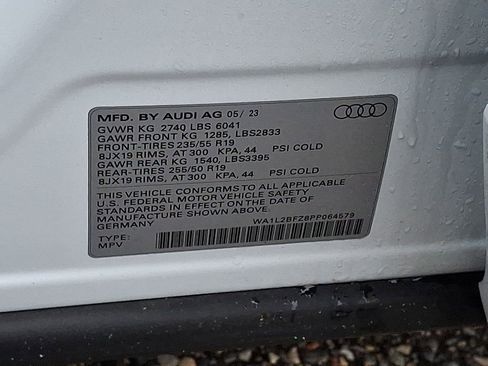 MFD. BY AUDI AG 05/23
GVWR KG 2740 LBS 6041
GAWR FRONT KG 1285, LBS2833
FRONT-TIRES 235/55 R19
8JX19 RIMS, AT 300 KPA, 44 PSI COLD
GAWR REAR KG 1540, LBS3395
REAR-TIRES 255/50 R19
8JX19 RIMS, AT 300 KPA, 44 PSI COLD
THIS VEHICLE CONFORMS TO ALL APPLICABLE
U.S. FEDERAL MOTOR VEHICLE SAFETY
STANDARDS IN EFFECT ON THE DATE OF
MANUFACTURE SHOWN ABOVE
GERMANY
WA1L2BFZ8PP064579
TYPE:
MPV